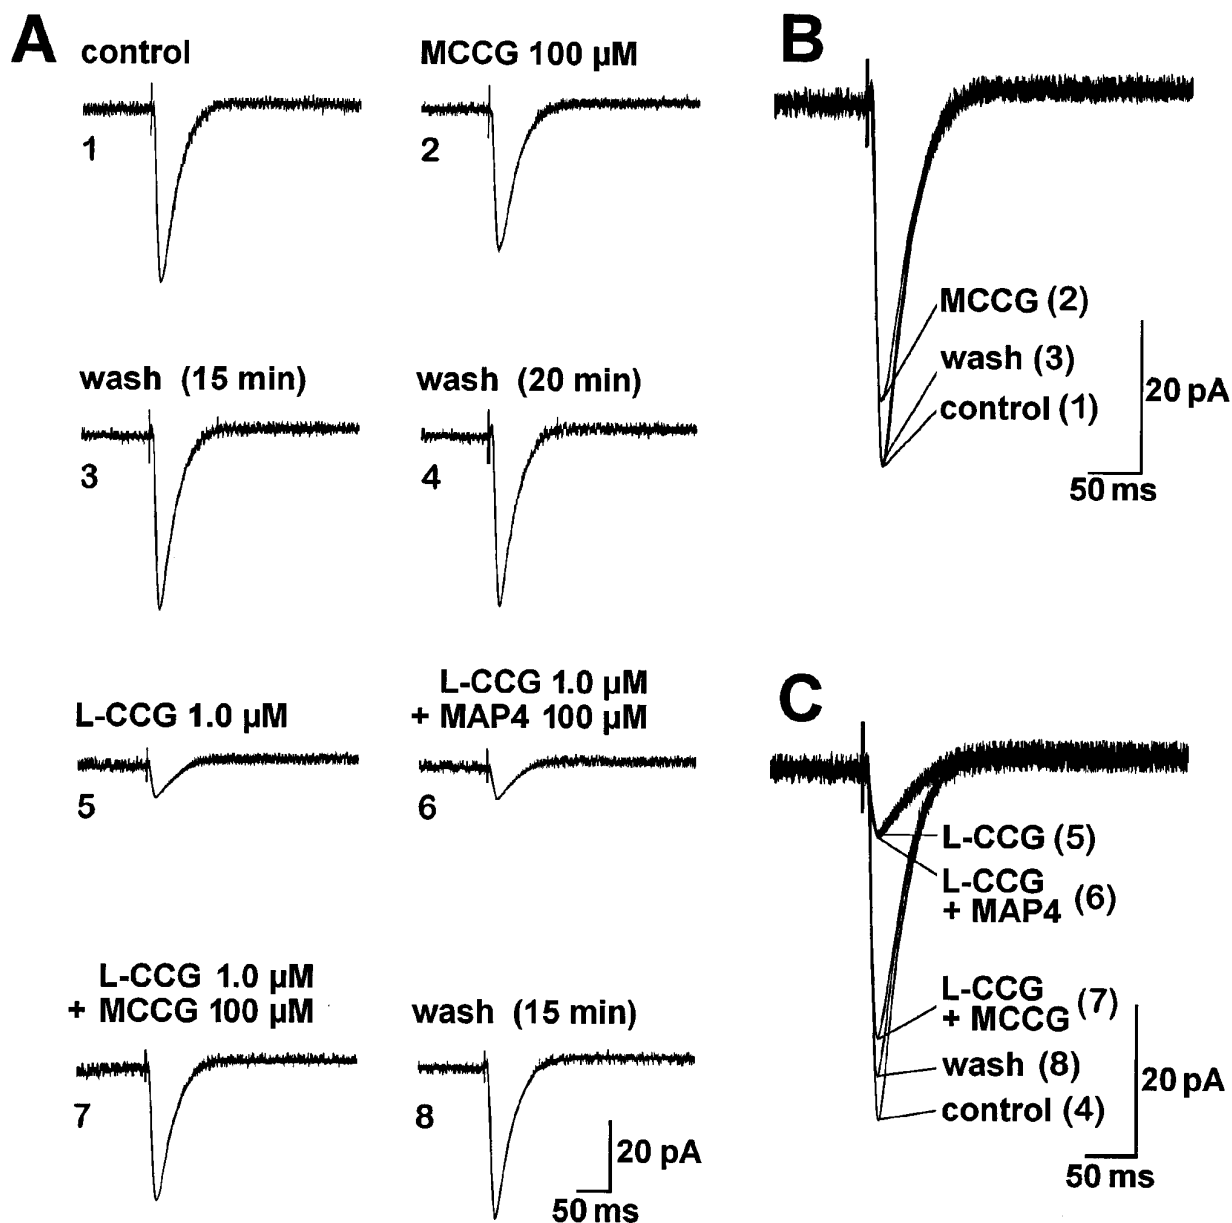 A
control
MCCG 100 µM
1
2
wash (15 min)
wash (20 min)
3
4
L-CCG 1.0 µM
L-CCG 1.0 µM
+ MAP4 100 µM
5
6
L-CCG 1.0 µM
+ MCCG 100 µM
wash (15 min)
7
8
20 pA
50 ms
B
MCCG (2)
wash (3)
control (1)
20 pA
50 ms
C
L-CCG (5)
L-CCG
+ MAP4 (6)
L-CCG
+ MCCG (7)
wash (8)
control (4)
20 pA
50 ms